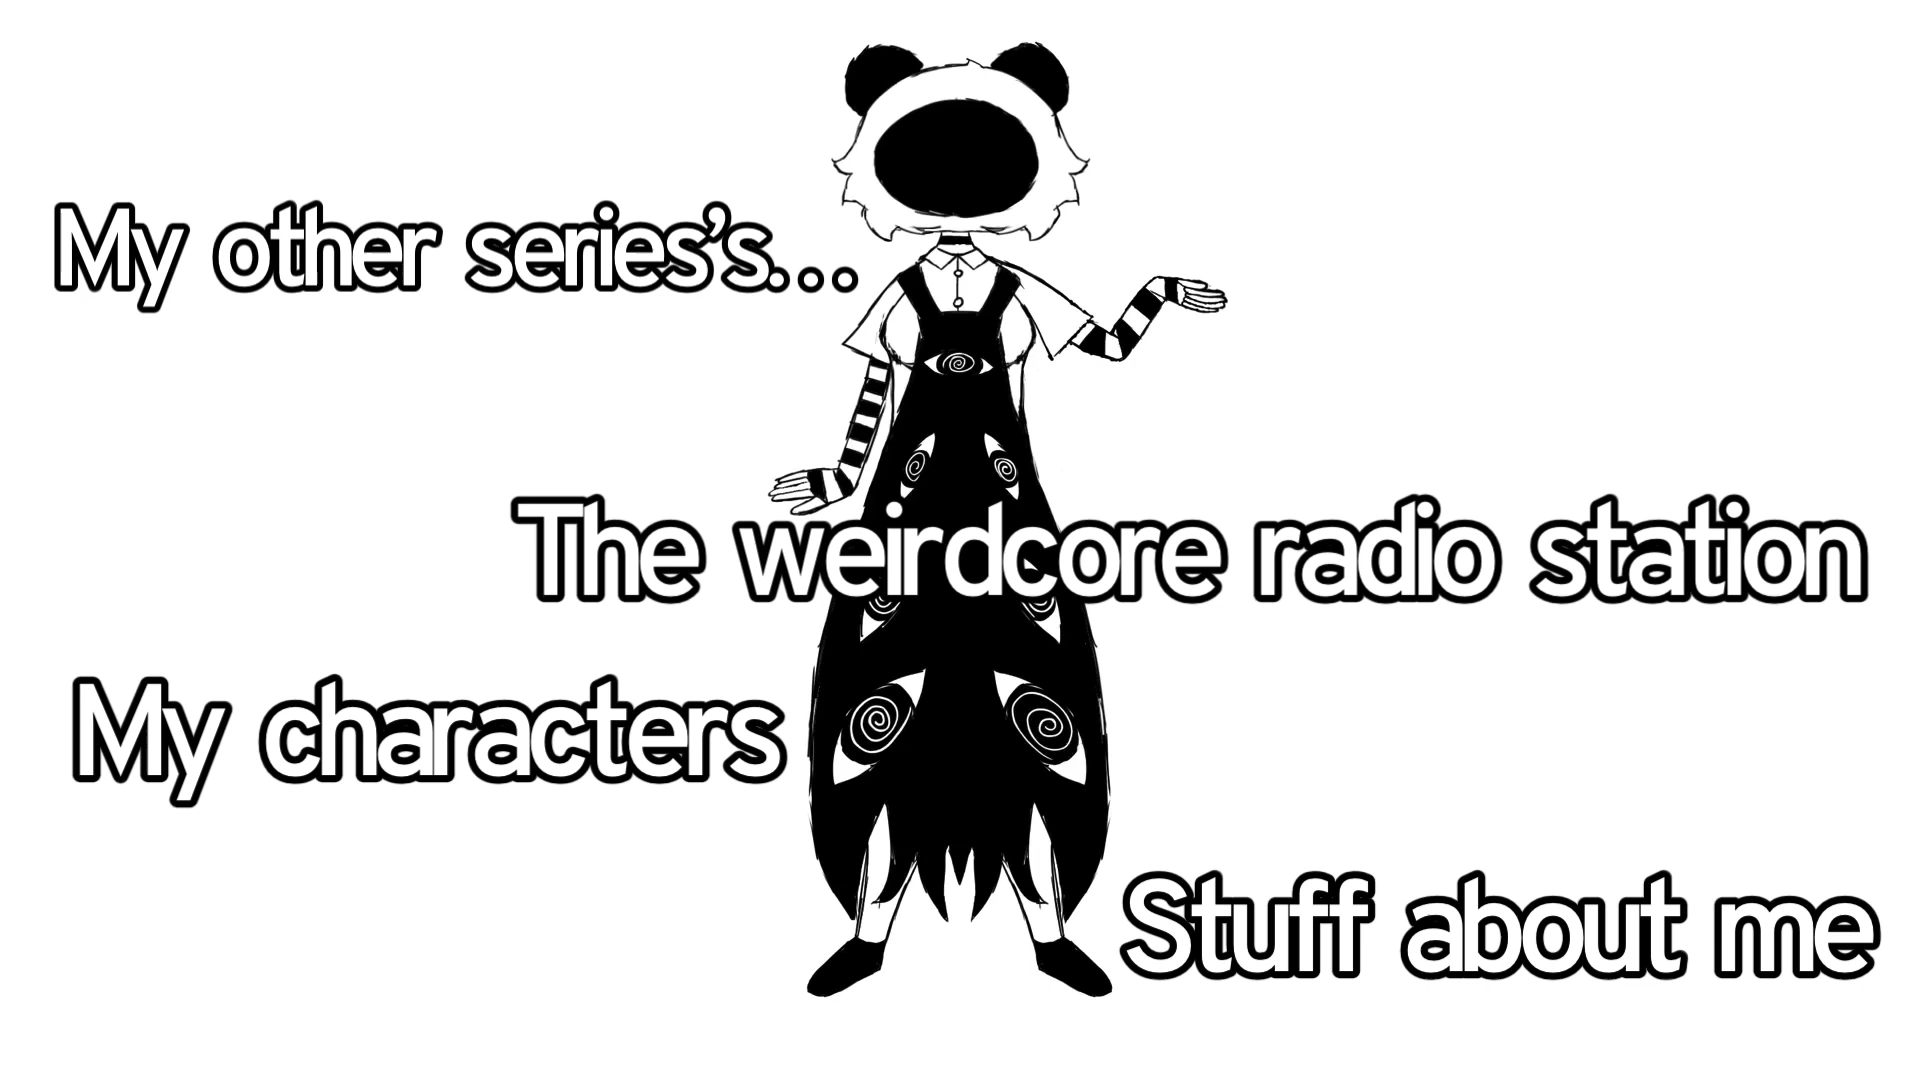 My other series’s...
The weirdcore radio station
My characters
Stuff about me